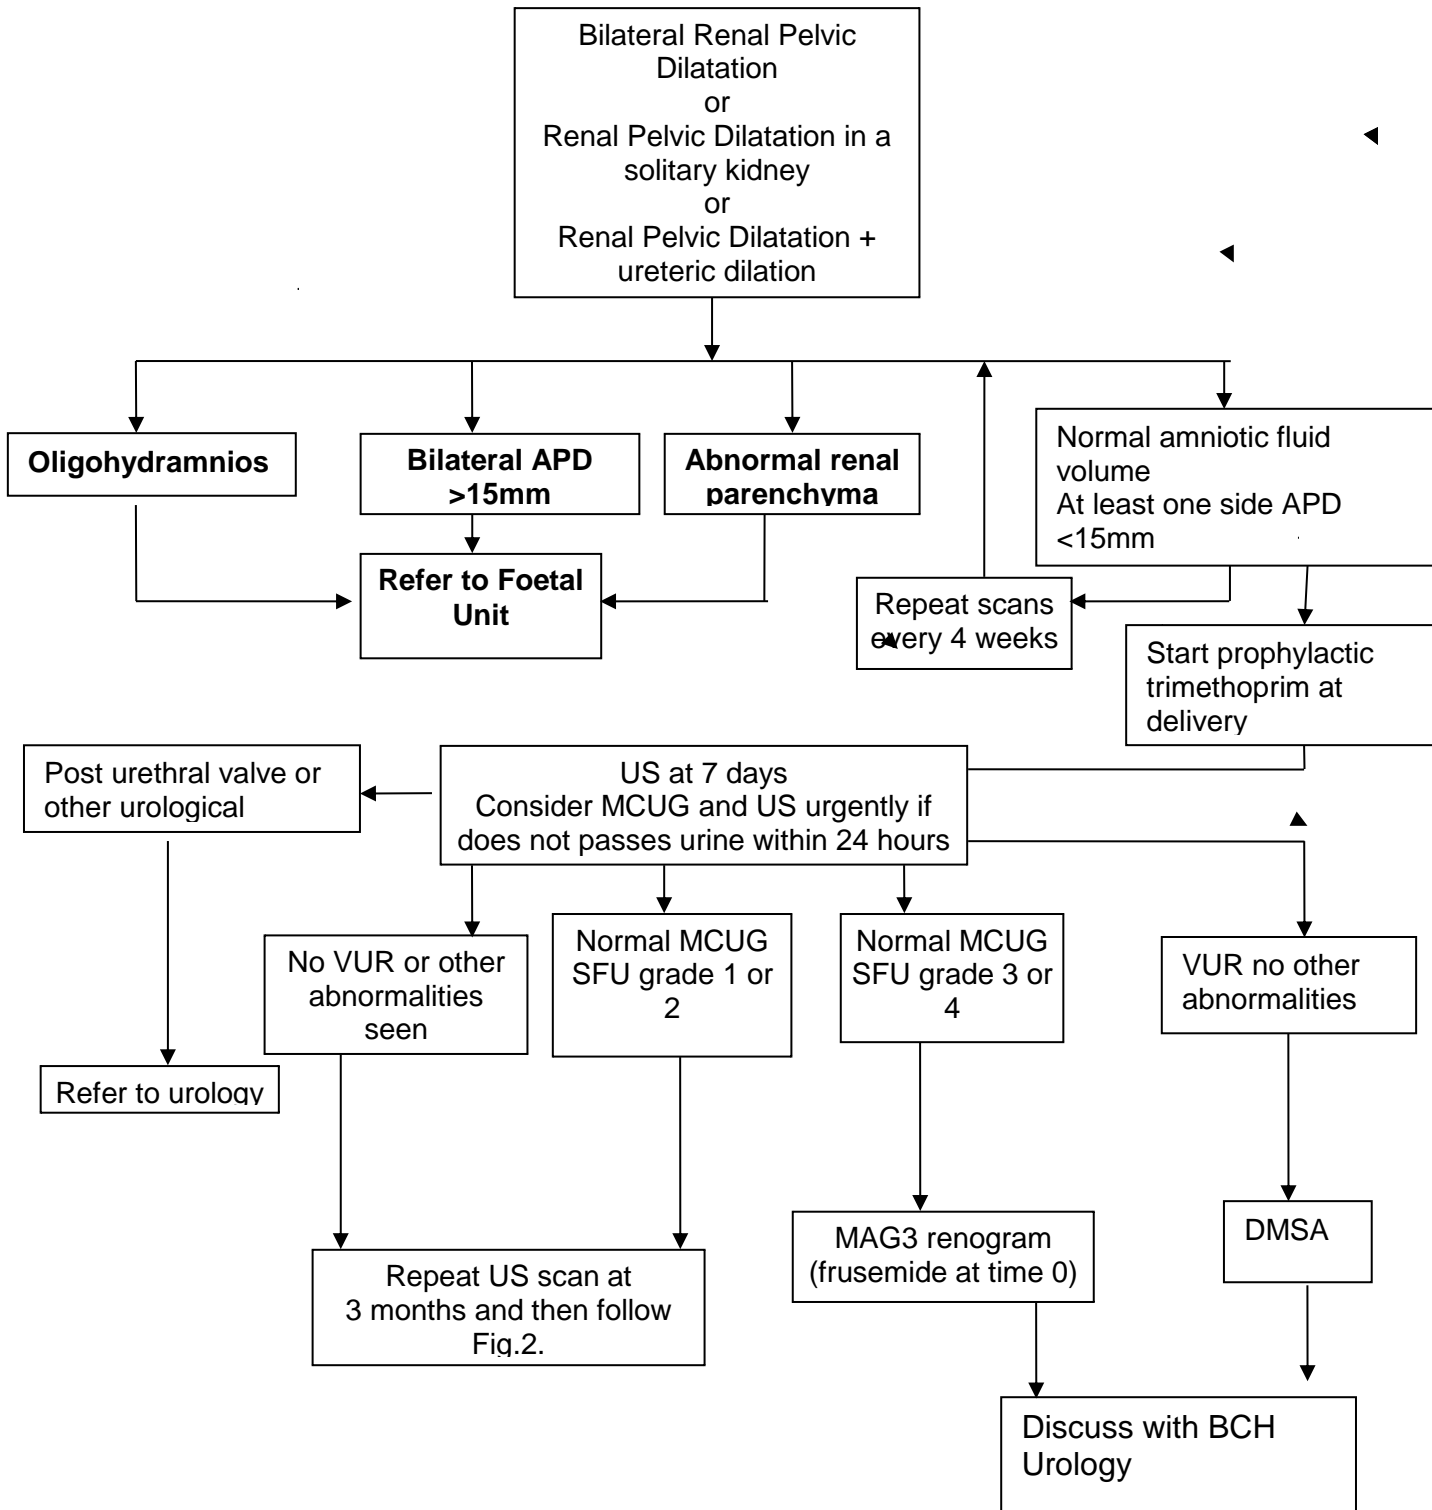 Bilateral Renal Pelvic
Dilatation
or
Renal Pelvic Dilatation in a
solitary kidney
or
Renal Pelvic Dilatation +
ureteric dilation
Oligohydramnios
Bilateral APD
>15mm
Abnormal renal
parenchyma
Normal amniotic fluid
volume
At least one side APD
<15mm
Refer to Foetal
Unit
Repeat scans
every 4 weeks
Start prophylactic
trimethoprim at
delivery
Post urethral valve or
other urological
US at 7 days
Consider MCUG and US urgently if
does not passes urine within 24 hours
No VUR or other
abnormalities
seen
Normal MCUG
SFU grade 1 or
2
Normal MCUG
SFU grade 3 or
4
VUR no other
abnormalities
Refer to urology
Repeat US scan at
3 months and then follow
Fig.2.
MAG3 renogram
(frusemide at time 0)
DMSA
Discuss with BCH
Urology